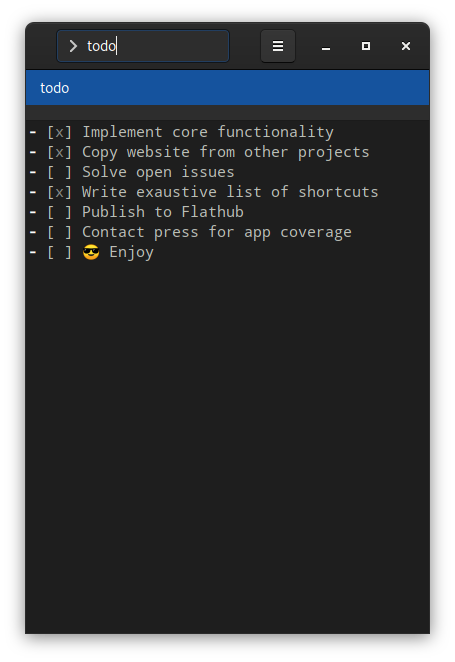 todo
todo
- [x] Implement core functionality
- [x] Copy website from other projects
- [ ] Solve open issues
- [x] Write exaustive list of shortcuts
- [ ] Publish to Flathub
- [ ] Contact press for app coverage
- [ ] 😎 Enjoy